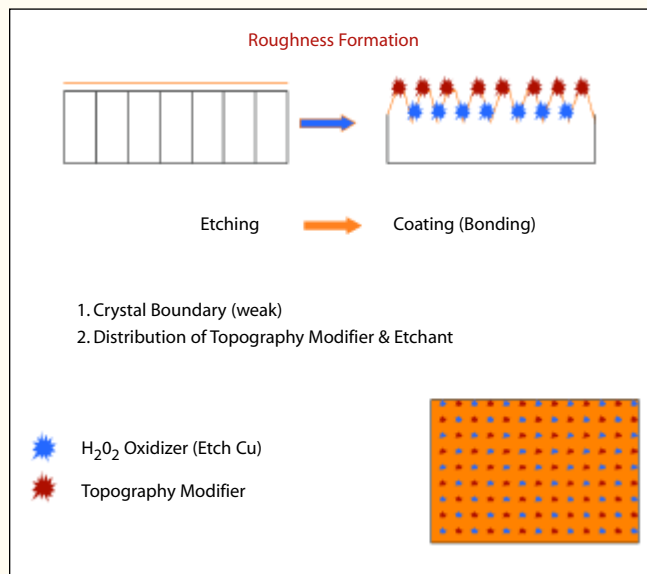 Roughness Formation
Etching Coating (Bonding)
1. Crystal Boundary (weak)
2. Distribution of Topography Modifier & Etchant
H₂0₂ Oxidizer (Etch Cu)
Topography Modifier